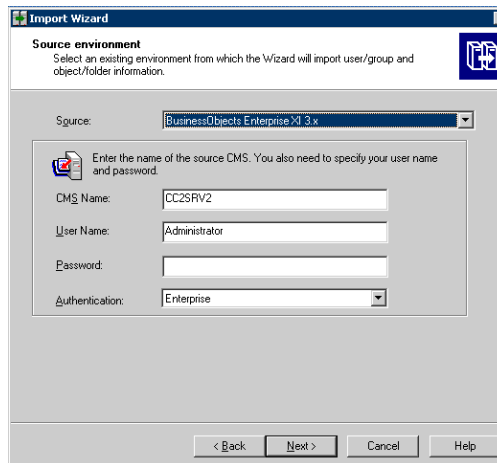 Import Wizard
Source environment
Select an existing environment from which the Wizard will import user/group and
object/folder information.
Source: BusinessObjects Enterprise XI 3.x
Enter the name of the source CMS. You also need to specify your user name
and password.
CMS Name: CC2SRV2
User Name: Administrator
Password:
Authentication: Enterprise
< Back Next > Cancel Help